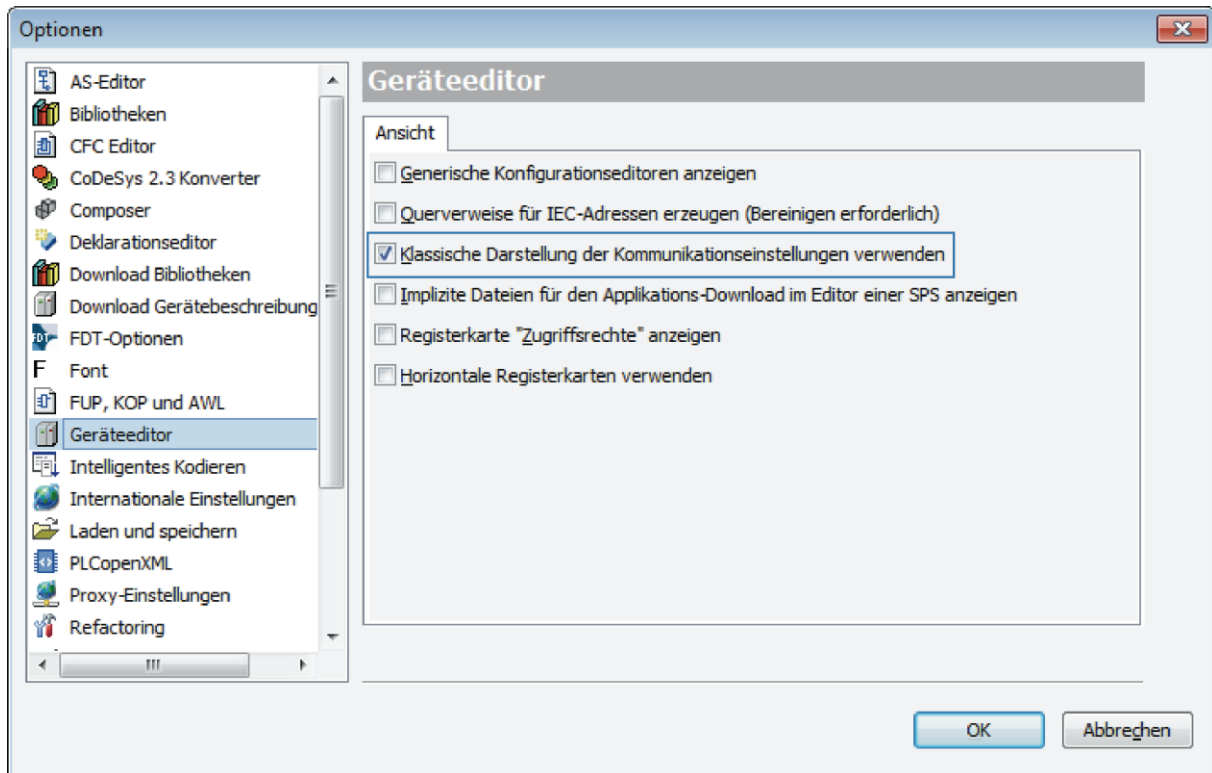 Optionen
AS-Editor
Bibliotheken
CFC Editor
CoDeSys 2.3 Konverter
Composer
Deklarationseditor
Download Bibliotheken
Download Gerätebeschreibung
FDT-Optionen
Font
FUP, KOP und AWL
Geräteeditor
Intelligentes Kodieren
Internationale Einstellungen
Laden und speichern
PLCopenXML
Proxy-Einstellungen
Refactoring
Geräteeditor
Ansicht
Generische Konfigurationseditoren anzeigen
Querverweise für IEC-Adressen erzeugen (Bereinigen erforderlich)
Klassische Darstellung der Kommunikationseinstellungen verwenden
Implizite Dateien für den Applikations-Download im Editor einer SPS anzeigen
Registerkarte "Zugriffsrechte" anzeigen
Horizontale Registerkarten verwenden
OK
Abbrechen